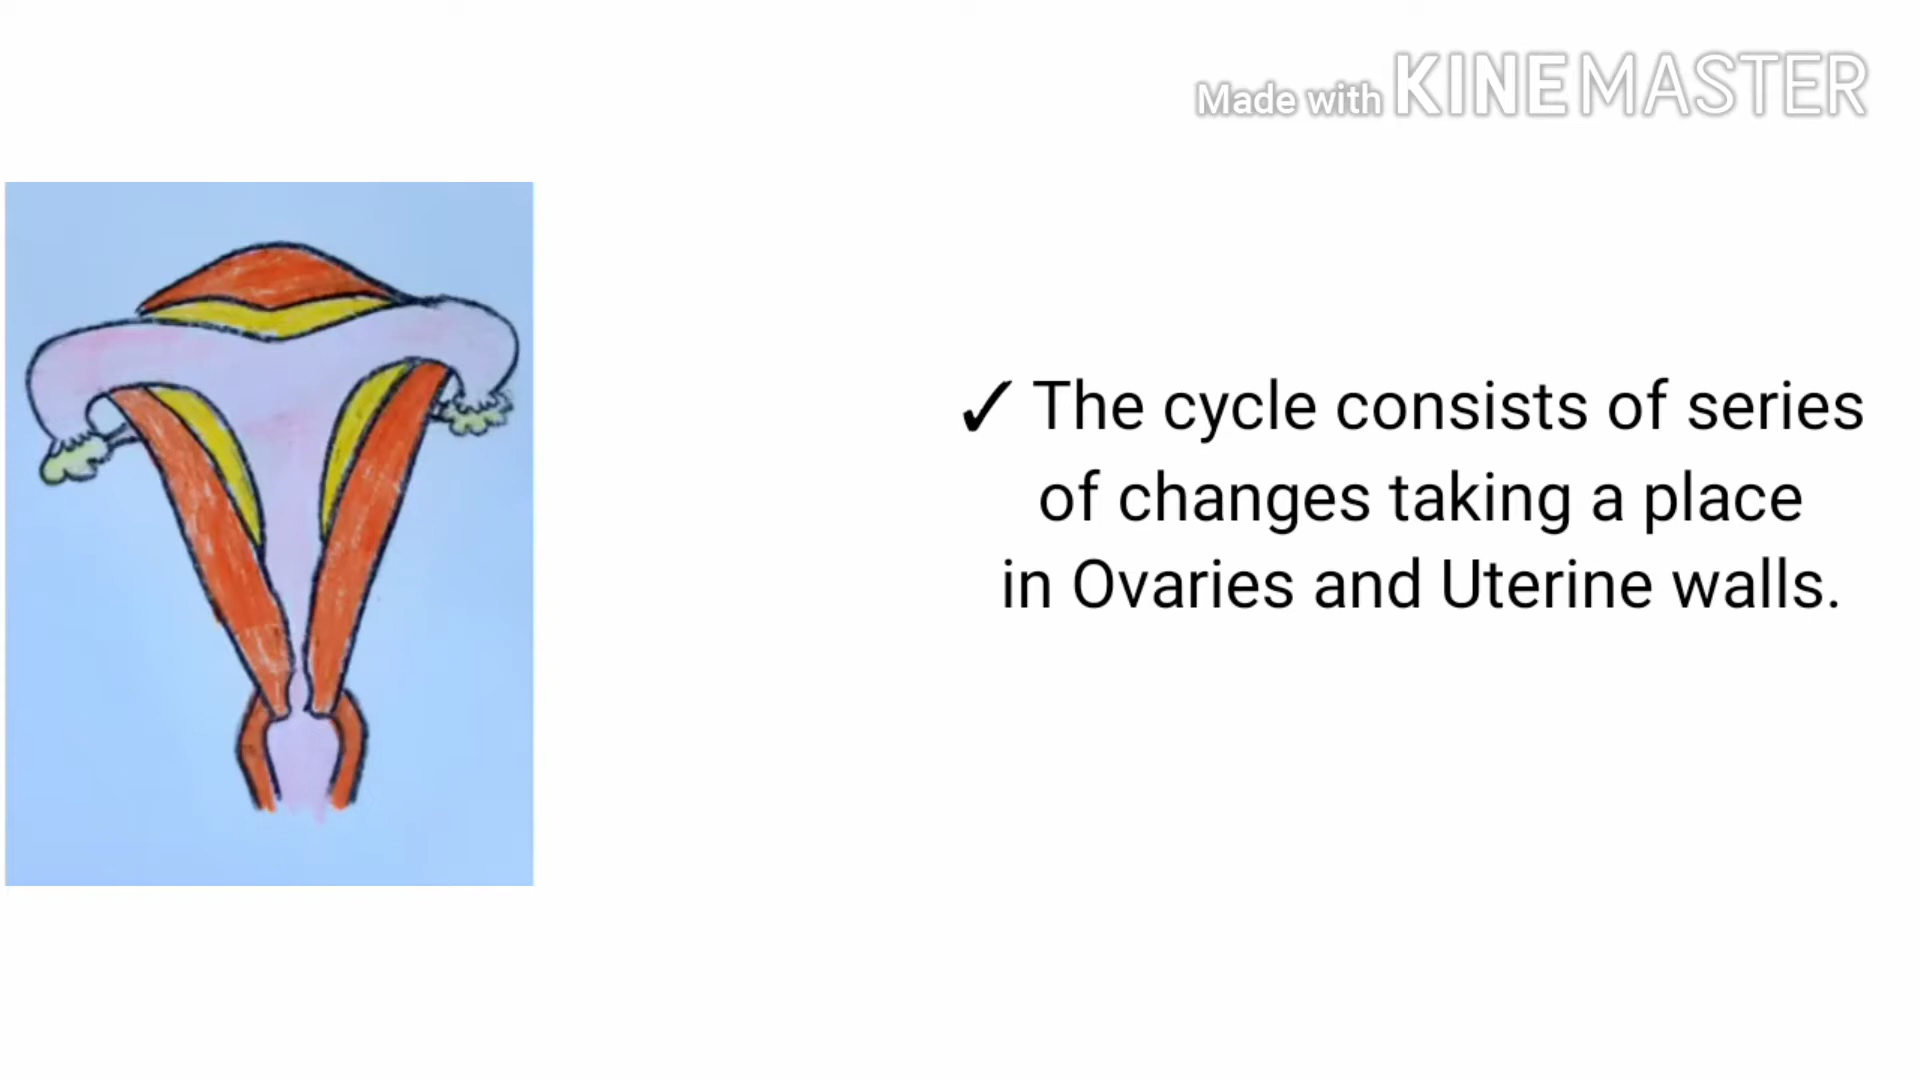 Made with KINEMASTER
✓ The cycle consists of series
of changes taking a place
in Ovaries and Uterine walls.